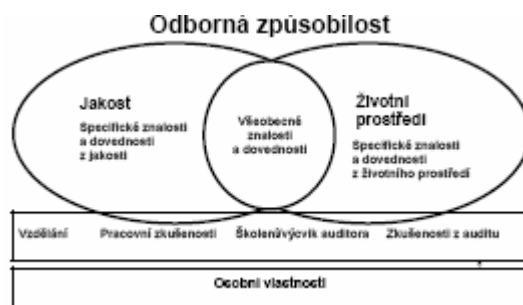 Odborná způsobilost
Jakost
Specifické znalosti
a dovednosti
z jakosti
Všeobecné
znalosti
a dovednosti
Životní
prostředí
Specifické znalosti
a dovednosti
z životního prostředí
Vzdělání Pracovní zkušenosti Školení/výcvik auditora Zkušenosti z auditu
Osobní vlastnosti